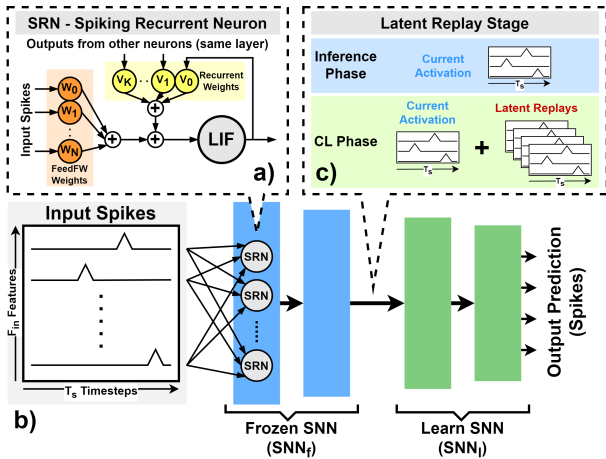 SRN - Spiking Recurrent Neuron
Outputs from other neurons (same layer)
W0
W1
WN
Input Spikes
FeedFW
Weights
VK
V1
V0
Recurrent
Weights
LIF
a)
Latent Replay Stage
Inference
Phase
Current
Activation
Ts
CL Phase
Current
Activation
Latent Replays
Ts
Ts
c)
Input Spikes
Fin Features
Ts Timesteps
b)
SRN
SRN
SRN
Output Prediction
(Spikes)
Frozen SNN
(SNNf)
Learn SNN
(SNNl)